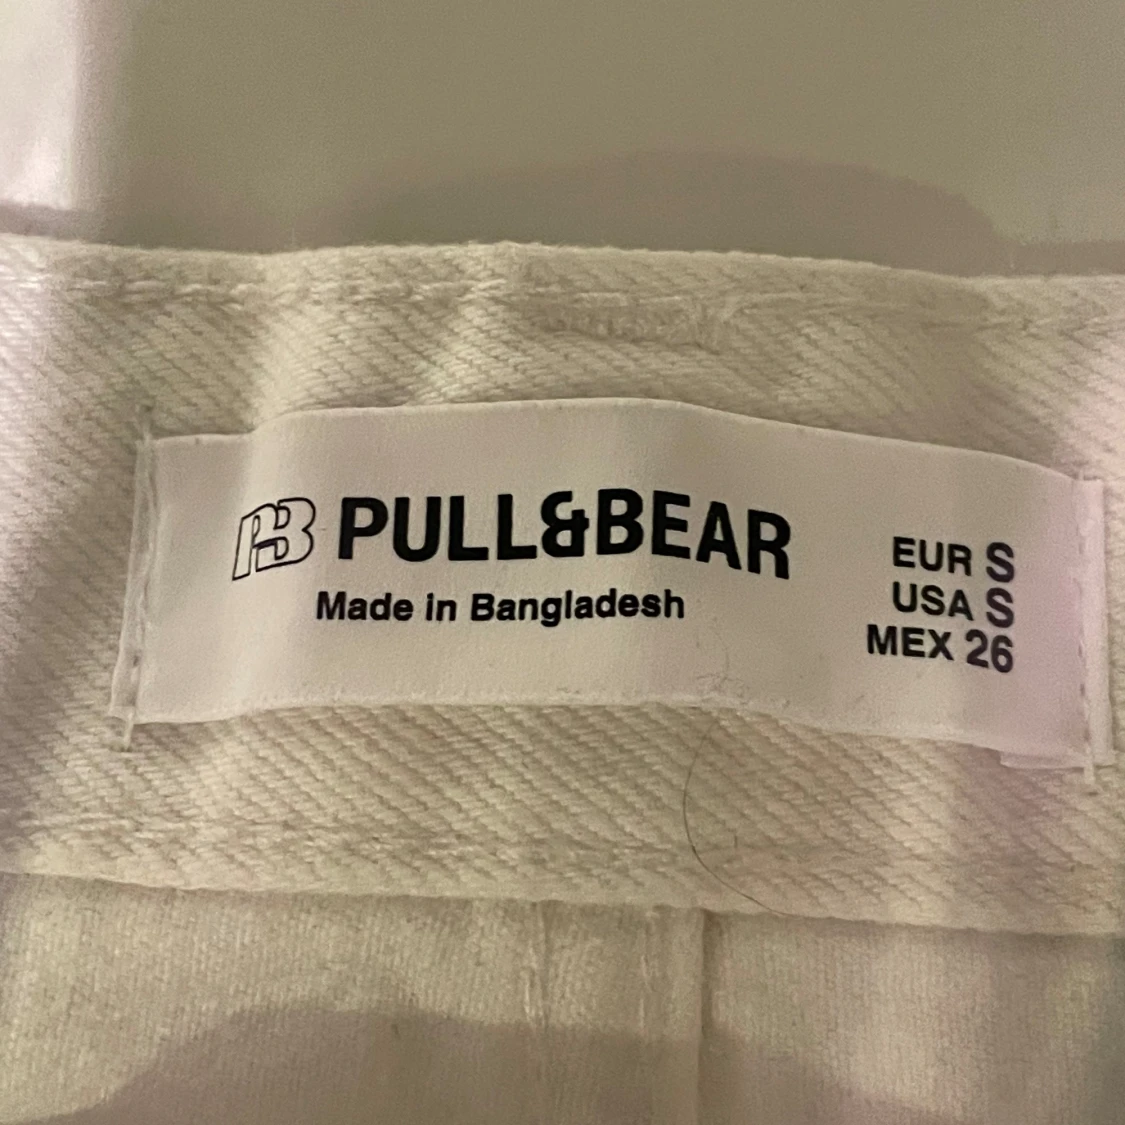 PB PULL&BEAR
Made in Bangladesh
EUR S
USA S
MEX 26